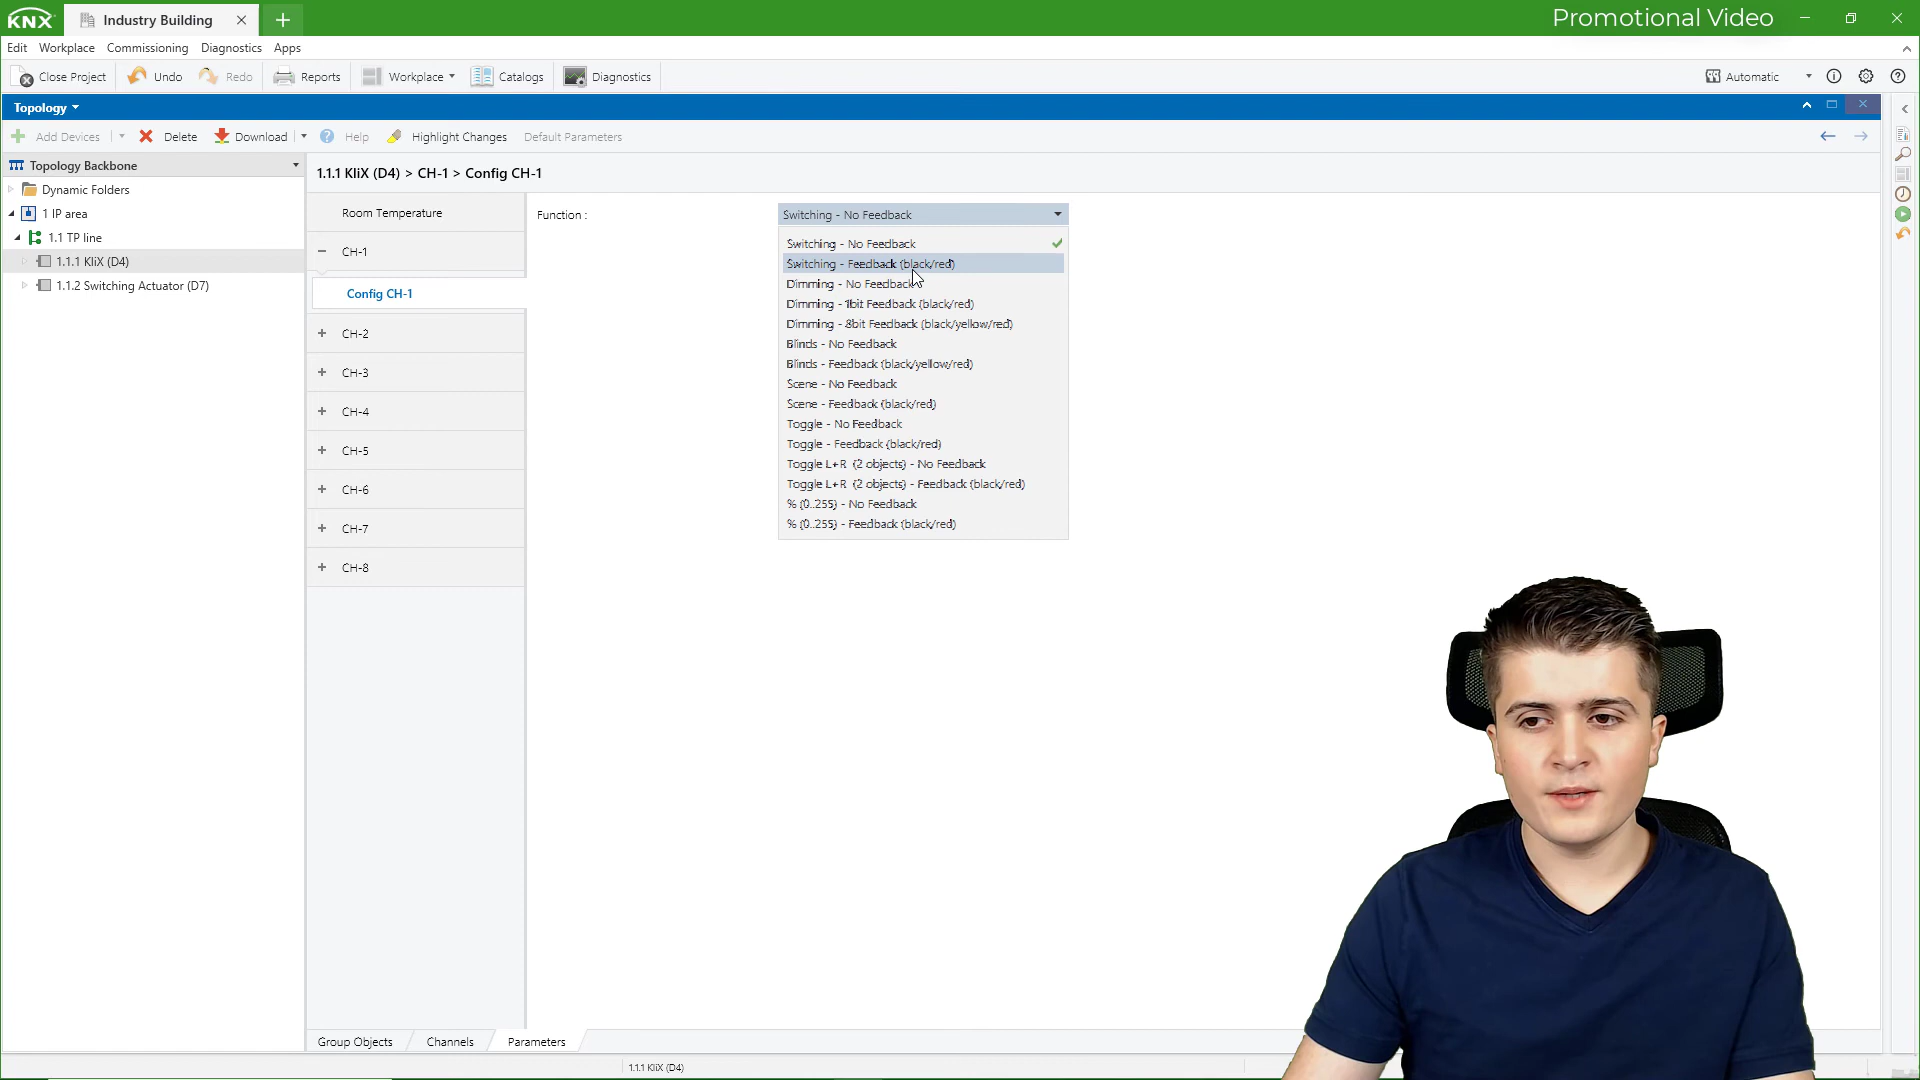 KNX Industry Building Promotional Video
Edit Workplace Commissioning Diagnostics Apps
Close Project Undo Redo Reports Workplace Catalogs Diagnostics Automatic
Topology
Add Devices Delete Download Help Highlight Changes Default Parameters
Topology Backbone
Dynamic Folders
1 IP area
1.1 TP line
1.1.1 KliX (D4)
1.1.2 Switching Actuator (D7)
1.1.1 KliX (D4) > CH-1 > Config CH-1
Room Temperature
CH-1
Config CH-1
CH-2
CH-3
CH-4
CH-5
CH-6
CH-7
CH-8
Function :
Switching - No Feedback
Switching - No Feedback
Switching - Feedback (black/red)
Dimming - No Feedback
Dimming - 1bit Feedback (black/red)
Dimming - 8bit Feedback (black/yellow/red)
Blinds - No Feedback
Blinds - Feedback (black/yellow/red)
Scene - No Feedback
Scene - Feedback (black/red)
Toggle - No Feedback
Toggle - Feedback (black/red)
Toggle L+R (2 objects) - No Feedback
Toggle L+R (2 objects) - Feedback (black/red)
% (0..255) - No Feedback
% (0..255) - Feedback (black/red)
Group Objects Channels Parameters
1.1.1 KliX (D4)